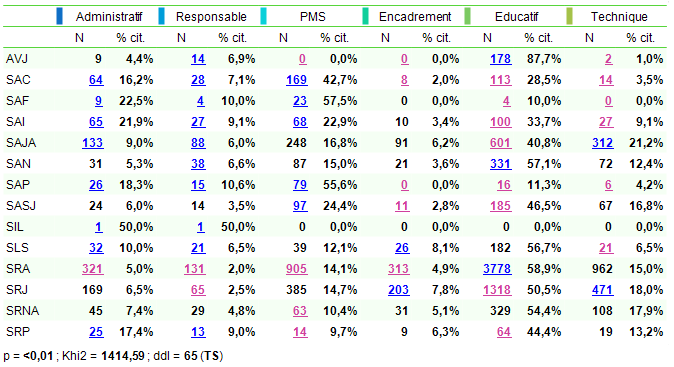 Administratif Responsable PMS Encadrement Educatif Technique
N % cit. N % cit. N % cit. N % cit. N % cit. N % cit.
AVJ 9 4,4% 14 6,9% 0 0,0% 0 0,0% 178 87,7% 2 1,0%
SAC 64 16,2% 28 7,1% 169 42,7% 8 2,0% 113 28,5% 14 3,5%
SAF 9 22,5% 4 10,0% 23 57,5% 0 0,0% 4 10,0% 0 0,0%
SAI 65 21,9% 27 9,1% 68 22,9% 10 3,4% 100 33,7% 27 9,1%
SAJA 133 9,0% 88 6,0% 248 16,8% 91 6,2% 601 40,8% 312 21,2%
SAN 31 5,3% 38 6,6% 87 15,0% 21 3,6% 331 57,1% 72 12,4%
SAP 26 18,3% 15 10,6% 79 55,6% 0 0,0% 16 11,3% 6 4,2%
SASJ 24 6,0% 14 3,5% 97 24,4% 11 2,8% 185 46,5% 67 16,8%
SIL 1 50,0% 1 50,0% 0 0,0% 0 0,0% 0 0,0% 0 0,0%
SLS 32 10,0% 21 6,5% 39 12,1% 26 8,1% 182 56,7% 21 6,5%
SRA 321 5,0% 131 2,0% 905 14,1% 313 4,9% 3778 58,9% 962 15,0%
SRJ 169 6,5% 65 2,5% 385 14,7% 203 7,8% 1318 50,5% 471 18,0%
SRNA 45 7,4% 29 4,8% 63 10,4% 31 5,1% 329 54,4% 108 17,9%
SRP 25 17,4% 13 9,0% 14 9,7% 9 6,3% 64 44,4% 19 13,2%
p = <0,01 ; Khi2 = 1414,59 ; ddl = 65 (TS)